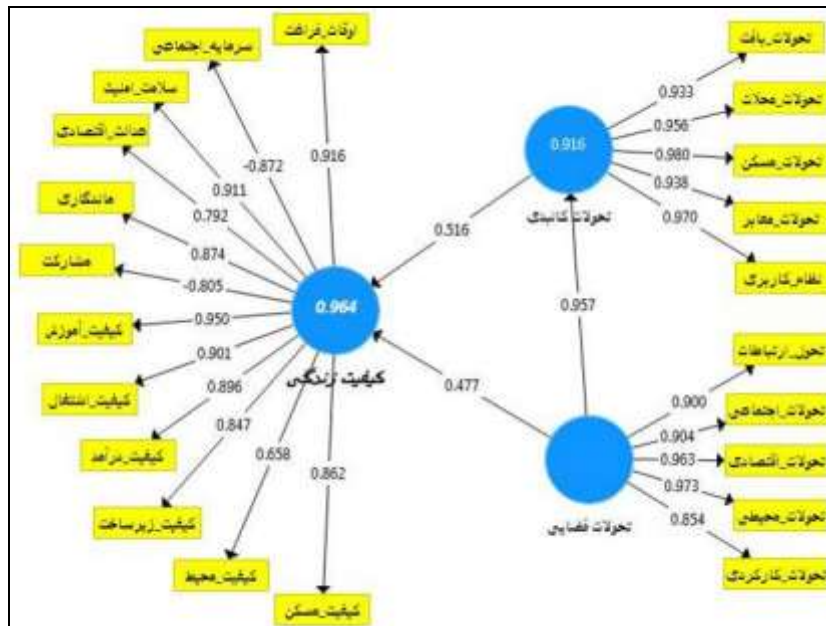 اوقات_فراغت
سرمایه_اجتماعی
سلامت_امنیت
عدالت_اقتصادی
ماندگاری
مشارکت
کیفیت_آموزش
کیفیت_اشتغال
کیفیت_درآمد
کیفیت_زیرساخت
کیفیت_محیط
کیفیت_مسکن
0.916
-0.872
0.911
0.792
0.874
-0.805
0.950
0.901
0.896
0.847
0.658
0.862
0.964
کیفیت زندگی
0.516
0.477
0.957
0.916
تحولات کالبدی
تحولات فضایی
0.933
0.956
0.980
0.938
0.970
تحولات_بافت
تحولات_محلات
تحولات_مسکن
تحولات_معابر
نظام_کاربری
0.900
0.904
0.963
0.973
0.854
تحول_ارتباطات
تحولات_اجتماعی
تحولات_اقتصادی
تحولات_محیطی
تحولات_کارکردی